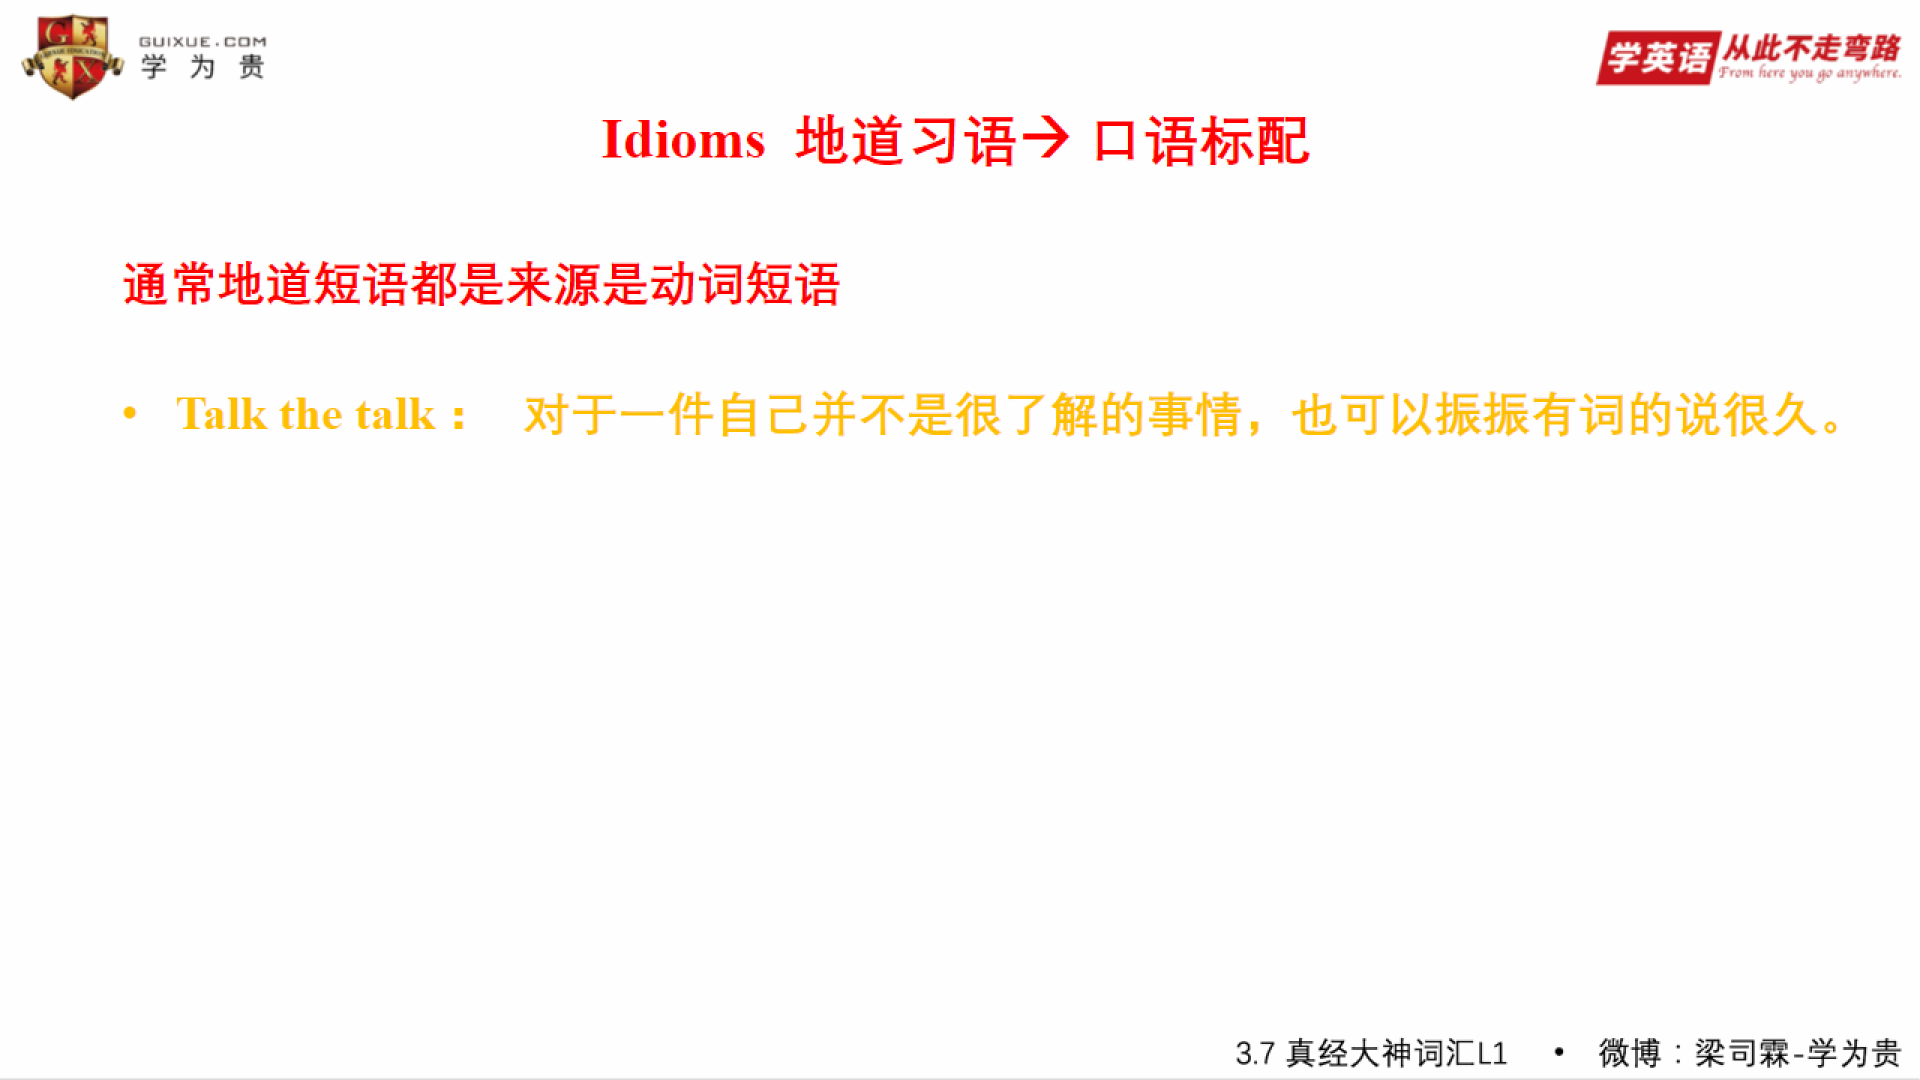 GUIXUE.COM
学为贵
学英语 从此不走弯路
From here you go anywhere.
Idioms 地道习语→ 口语标配
通常地道短语都是来源是动词短语
• Talk the talk： 对于一件自己并不是很了解的事情，也可以振振有词的说很久。
3.7 真经大神词汇L1 • 微博：梁司霖-学为贵